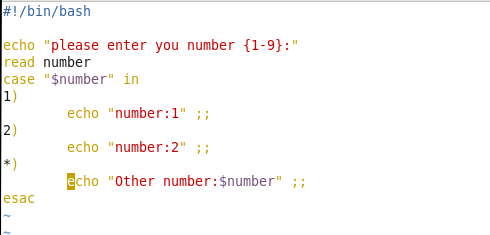 #!/bin/bash
echo "please enter you number {1-9}:"
read number
case "$number" in
1)
echo "number:1" ;;
2)
echo "number:2" ;;
*)
echo "Other number:$number" ;;
esac
~
~